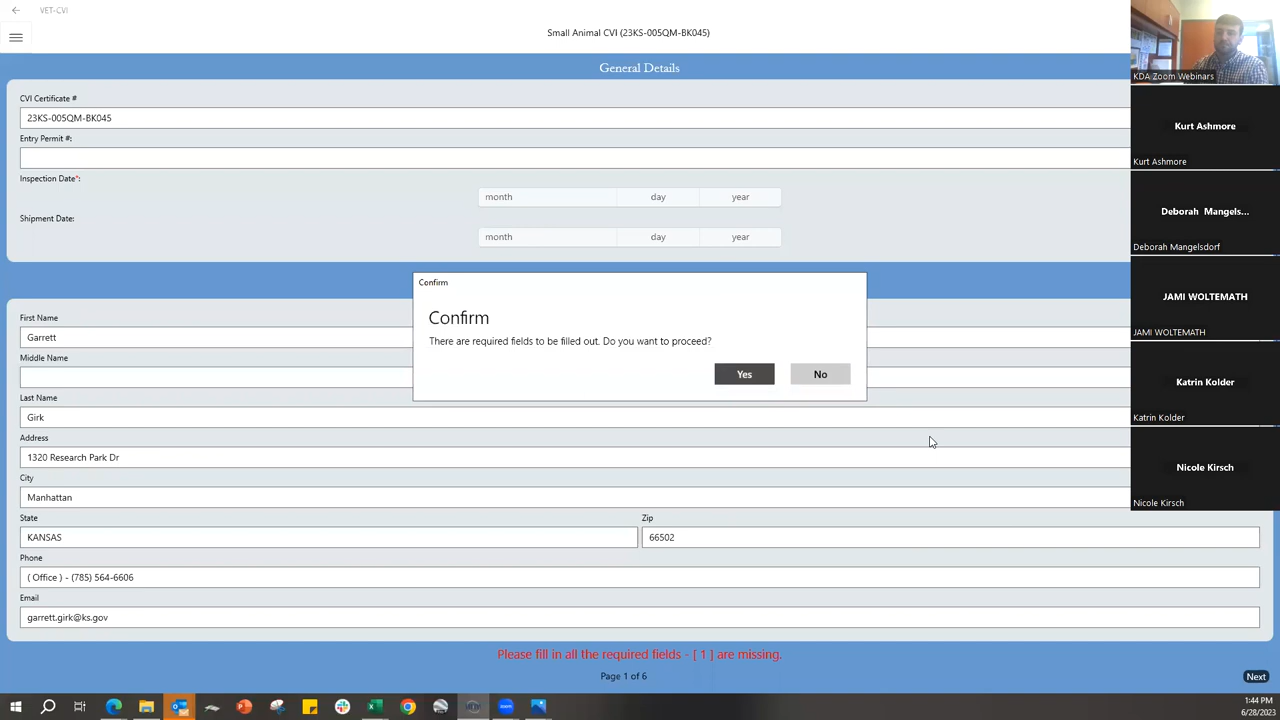 VET-CVI
Small Animal CVI (23KS-005QM-BK045)
General Details
CVI Certificate #
23KS-005QM-BK045
Entry Permit #:
Inspection Date*:
month day year
Shipment Date:
month day year
Confirm
Confirm
There are required fields to be filled out. Do you want to proceed?
Yes No
First Name
Garrett
Middle Name
Last Name
Girk
Address
1320 Research Park Dr
City
Manhattan
State Zip
KANSAS 66502
Phone
( Office ) - (785) 564-6606
Email
garrett.girk@ks.gov
Please fill in all the required fields - [ 1 ] are missing.
Page 1 of 6
Next
KDA Zoom Webinars
Kurt Ashmore
Kurt Ashmore
Deborah Mangels...
Deborah Mangelsdorf
JAMI WOLTEMATH
JAMI WOLTEMATH
Katrin Kolder
Katrin Kolder
Nicole Kirsch
Nicole Kirsch
1:44 PM
6/28/2023